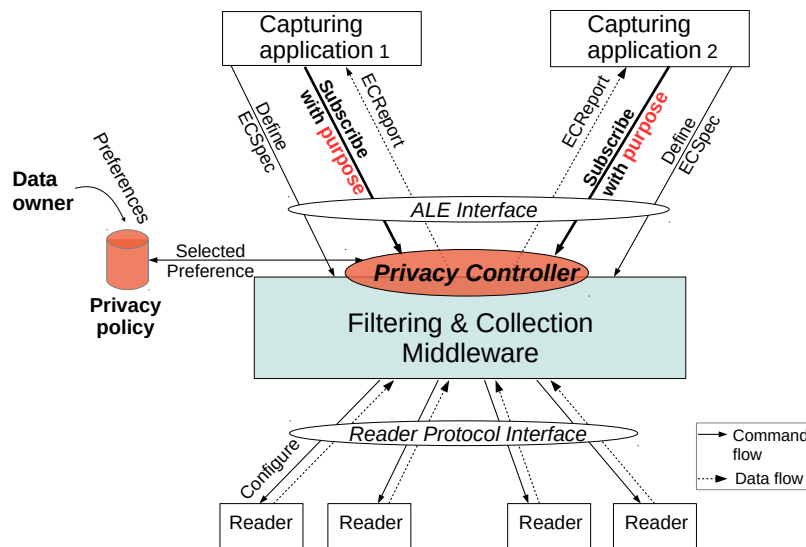 Capturing
application 1
Capturing
application 2
Define
ECSpec
Subscribe
with purpose
ECReport
ECReport
Subscribe
with purpose
Define
ECSpec
Preferences
Data
owner
ALE Interface
Selected
Preference
Privacy Controller
Privacy
policy
Filtering & Collection
Middleware
Reader Protocol Interface
Configure
Command
flow
Data flow
Reader
Reader
Reader
Reader